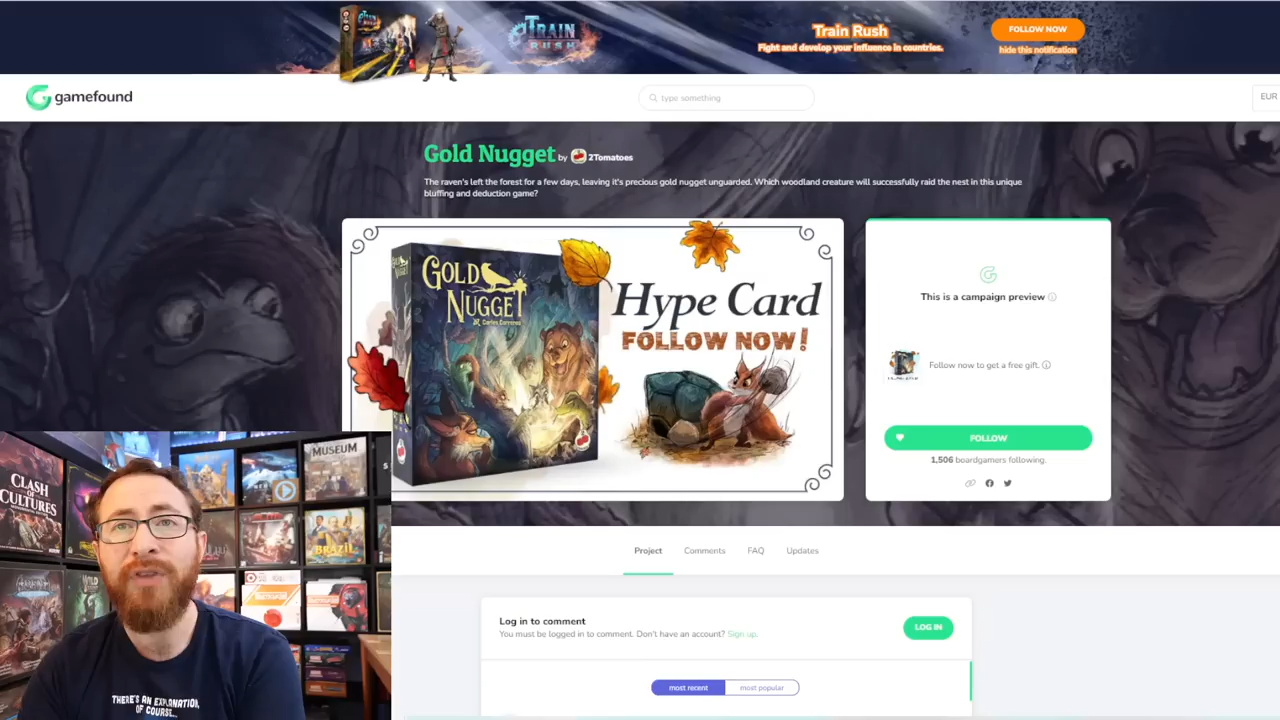 TRAIN RUSH
Train Rush
Fight and develop your influence in countries.
FOLLOW NOW
hide this notification
gamefound
type something
EUR
Gold Nugget by 2Tomatoes
The raven's left the forest for a few days, leaving it's precious gold nugget unguarded. Which woodland creature will successfully raid the nest in this unique
bluffing and deduction game?
GOLD
NUGGET
Carlos Carreras
Hype Card
FOLLOW NOW!
This is a campaign preview
Follow now to get a free gift.
FOLLOW
1,506 boardgamers following.
CLASH
OF
CULTURES
MUSEUM
BRAZIL
THERE'S AN EXPLANATION,
OF COURSE...
Project Comments FAQ Updates
Log in to comment
You must be logged in to comment. Don't have an account? Sign up.
LOG IN
most recent most popular